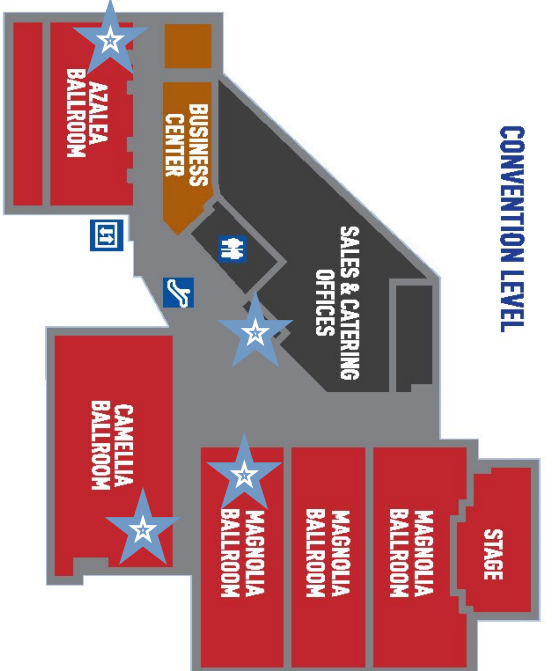 CONVENTION LEVEL
AZALEA
BALLROOM
BUSINESS
CENTER
SALES & CATERING
OFFICES
CAMELLIA
BALLROOM
MAGNOLIA
BALLROOM
MAGNOLIA
BALLROOM
MAGNOLIA
BALLROOM
STAGE